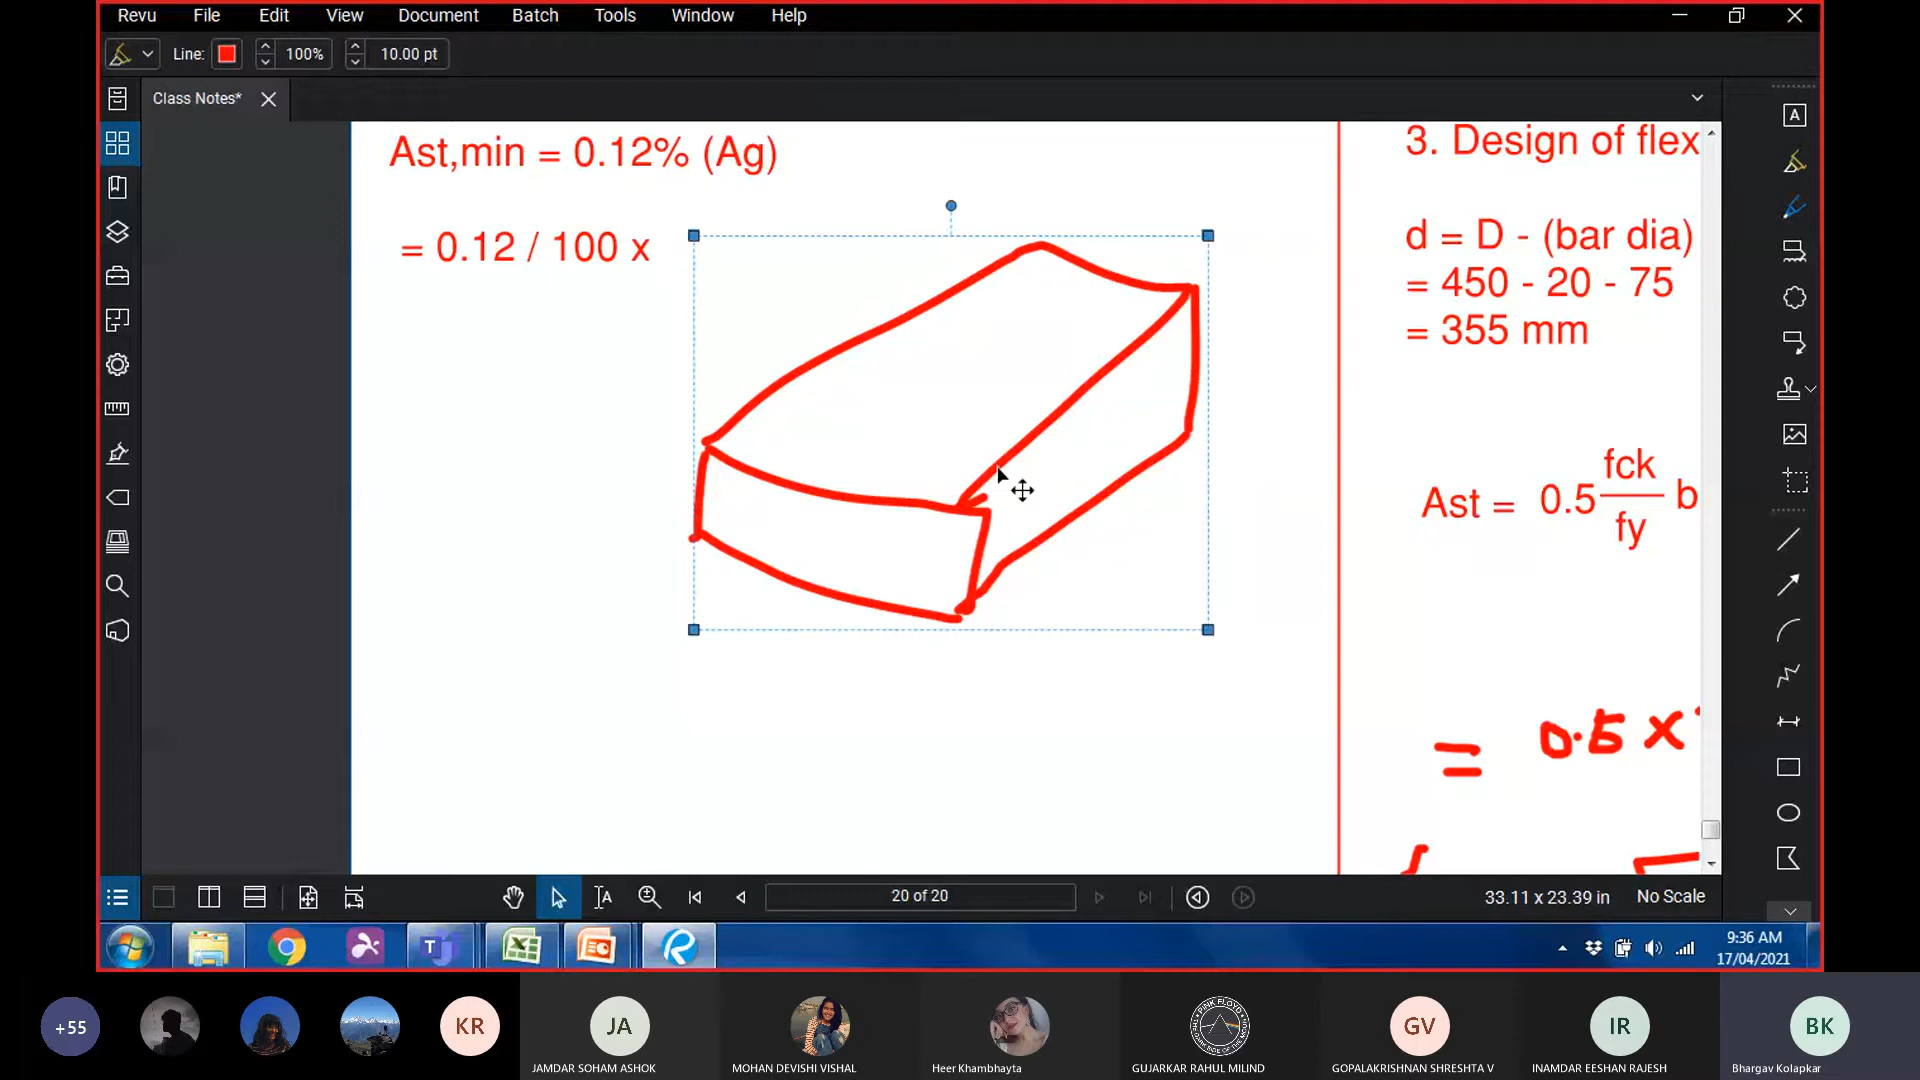 Revu File Edit View Document Batch Tools Window Help
Line: 100% 10.00 pt
Class Notes*
Ast,min = 0.12% (Ag)
= 0.12 / 100 x
3. Design of flex
d = D - (bar dia)
= 450 - 20 - 75
= 355 mm
Ast = 0.5 fck b
fy
= 0.5 x
20 of 20
33.11 x 23.39 in No Scale
9:36 AM
17/04/2021
+55
KR
JA
GV
IR
BK
JAMDAR SOHAM ASHOK
MOHAN DEVISHI VISHAL
Heer Khambhayta
GUJARKAR RAHUL MILIND
GOPALAKRISHNAN SHRESHTA V
INAMDAR EESHAN RAJESH
Bhargav Kolapkar